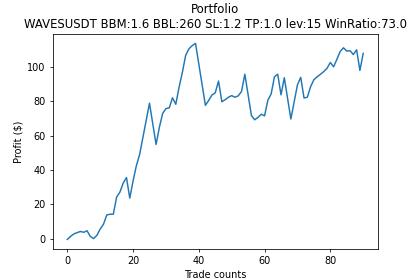 Portfolio
WAVESUSDT BBM:1.6 BBL:260 SL:1.2 TP:1.0 lev:15 WinRatio:73.0
Profit ($)
100
80
60
40
20
0
0 20 40 60 80
Trade counts